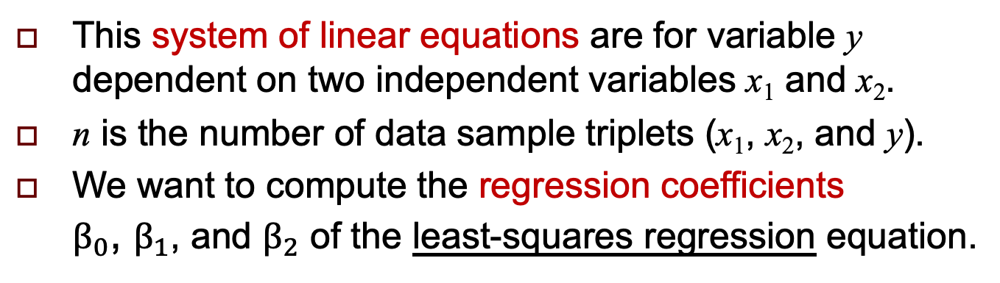 This system of linear equations are for variable y
dependent on two independent variables x₁ and x₂.
n is the number of data sample triplets (x₁, x₂, and y).
We want to compute the regression coefficients
β₀, β₁, and β₂ of the least-squares regression equation.